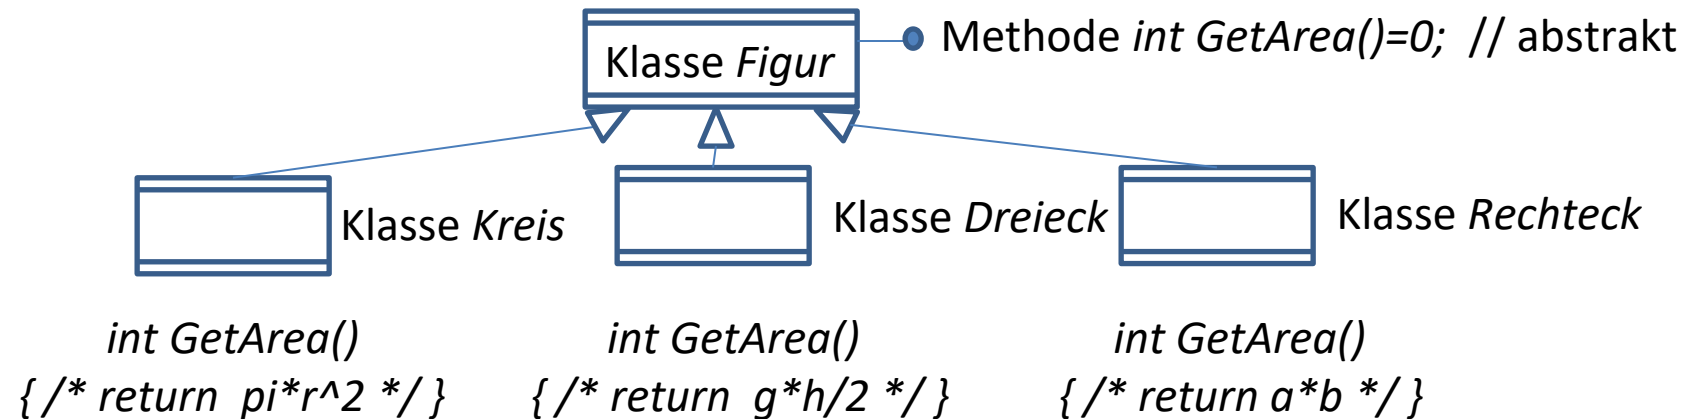 Methode int GetArea()=0; // abstrakt
Klasse Figur
Klasse Kreis
Klasse Dreieck
Klasse Rechteck
int GetArea()
{ /* return pi*r^2 */ }
int GetArea()
{ /* return g*h/2 */ }
int GetArea()
{ /* return a*b */ }